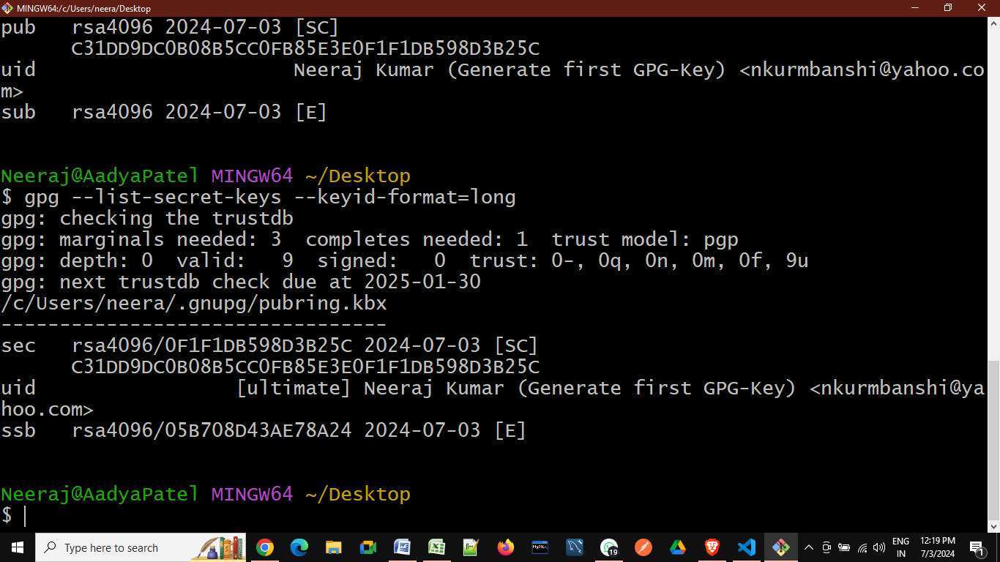 MINGW64:/c/Users/neera/Desktop
pub   rsa4096 2024-07-03 [SC]
      C31DD9DC0B08B5CC0FB85E3E0F1F1DB598D3B25C
uid                   Neeraj Kumar (Generate first GPG-Key) <nkurmbanshi@yahoo.co
m>
sub   rsa4096 2024-07-03 [E]
Neeraj@AadyaPatel MINGW64 ~/Desktop
$ gpg --list-secret-keys --keyid-format=long
gpg: checking the trustdb
gpg: marginals needed: 3  completes needed: 1  trust model: pgp
gpg: depth: 0  valid:   9  signed:   0  trust: 0-, 0q, 0n, 0m, 0f, 9u
gpg: next trustdb check due at 2025-01-30
/c/Users/neera/.gnupg/pubring.kbx
---------------------------------
sec   rsa4096/0F1F1DB598D3B25C 2024-07-03 [SC]
      C31DD9DC0B08B5CC0FB85E3E0F1F1DB598D3B25C
uid                 [ultimate] Neeraj Kumar (Generate first GPG-Key) <nkurmbanshi@ya
hoo.com>
ssb   rsa4096/05B708D43AE78A24 2024-07-03 [E]
Neeraj@AadyaPatel MINGW64 ~/Desktop
$
Type here to search
MySQL
19
ENG
IN
12:19 PM
7/3/2024
1